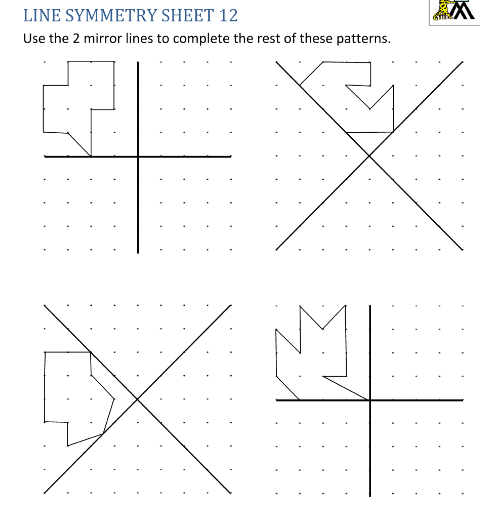 LINE SYMMETRY SHEET 12
Use the 2 mirror lines to complete the rest of these patterns.